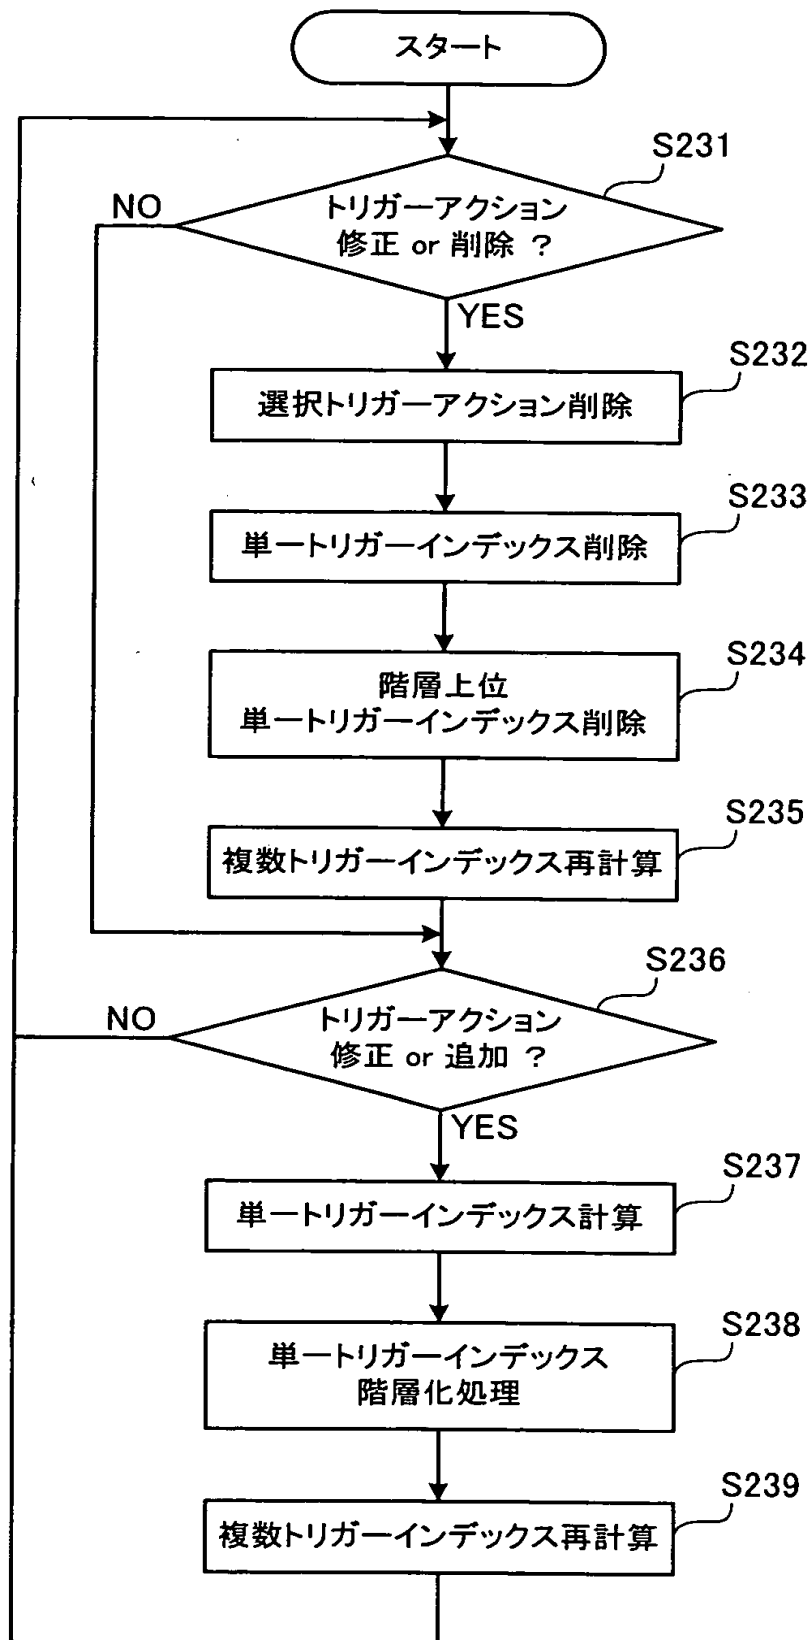 スタート
S231
NO
トリガーアクション
修正 or 削除 ?
YES
S232
選択トリガーアクション削除
S233
単一トリガーインデックス削除
S234
階層上位
単一トリガーインデックス削除
S235
複数トリガーインデックス再計算
S236
NO
トリガーアクション
修正 or 追加 ?
YES
S237
単一トリガーインデックス計算
S238
単一トリガーインデックス
階層化処理
S239
複数トリガーインデックス再計算